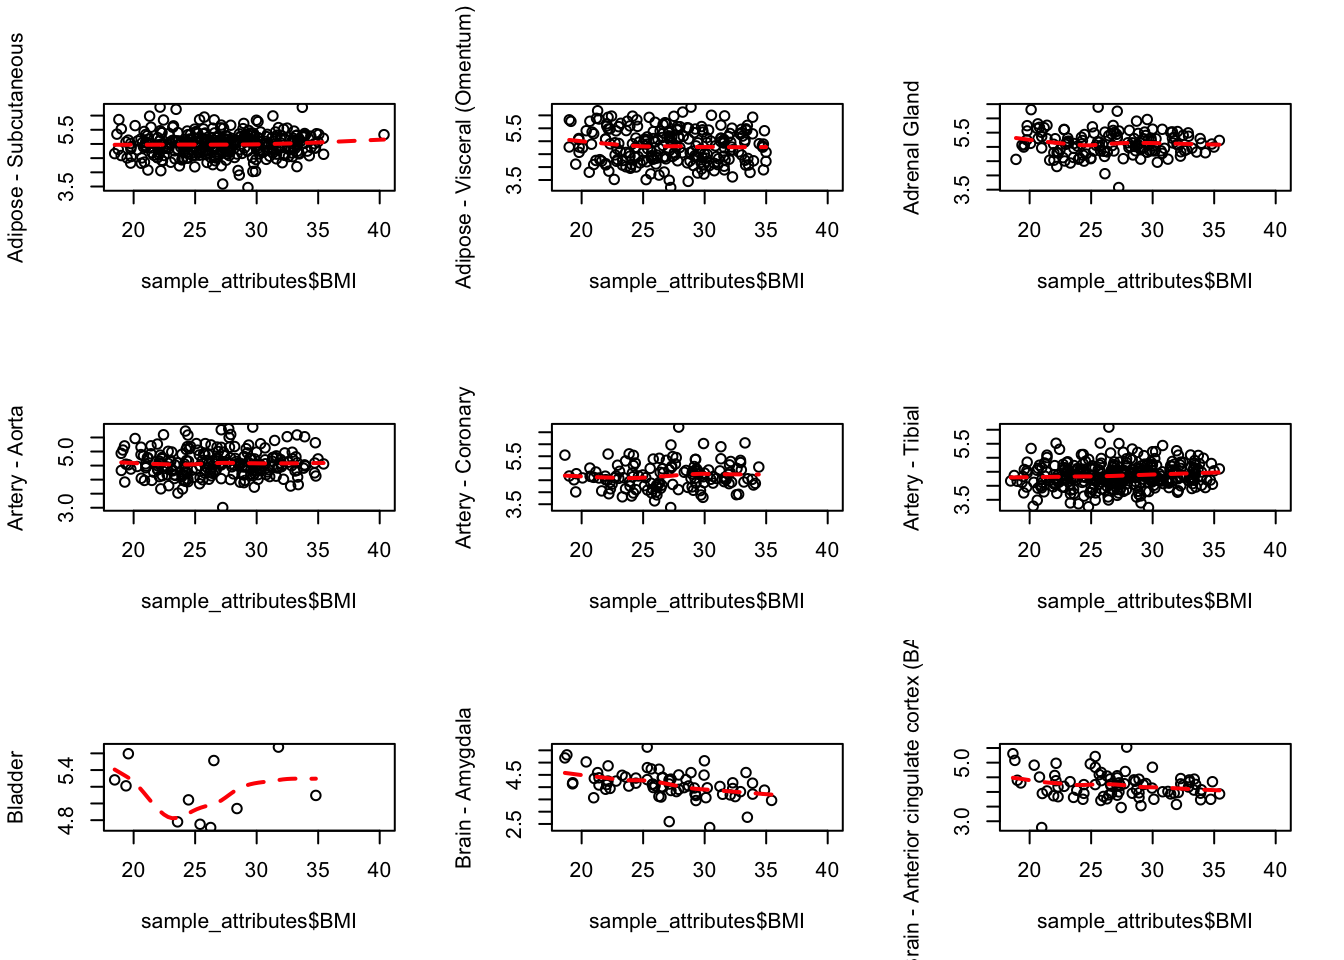 Adipose - Subcutaneous
5.5
3.5
20 25 30 35 40
sample_attributes$BMI
Adipose - Visceral (Omentum)
5.5
3.5
20 25 30 35 40
sample_attributes$BMI
Adrenal Gland
5.5
3.5
20 25 30 35 40
sample_attributes$BMI
Artery - Aorta
5.0
3.0
20 25 30 35 40
sample_attributes$BMI
Artery - Coronary
5.5
3.5
20 25 30 35 40
sample_attributes$BMI
Artery - Tibial
5.5
3.5
20 25 30 35 40
sample_attributes$BMI
Bladder
5.4
4.8
20 25 30 35 40
sample_attributes$BMI
Brain - Amygdala
4.5
2.5
20 25 30 35 40
sample_attributes$BMI
rain - Anterior cingulate cortex (BA
5.0
3.0
20 25 30 35 40
sample_attributes$BMI